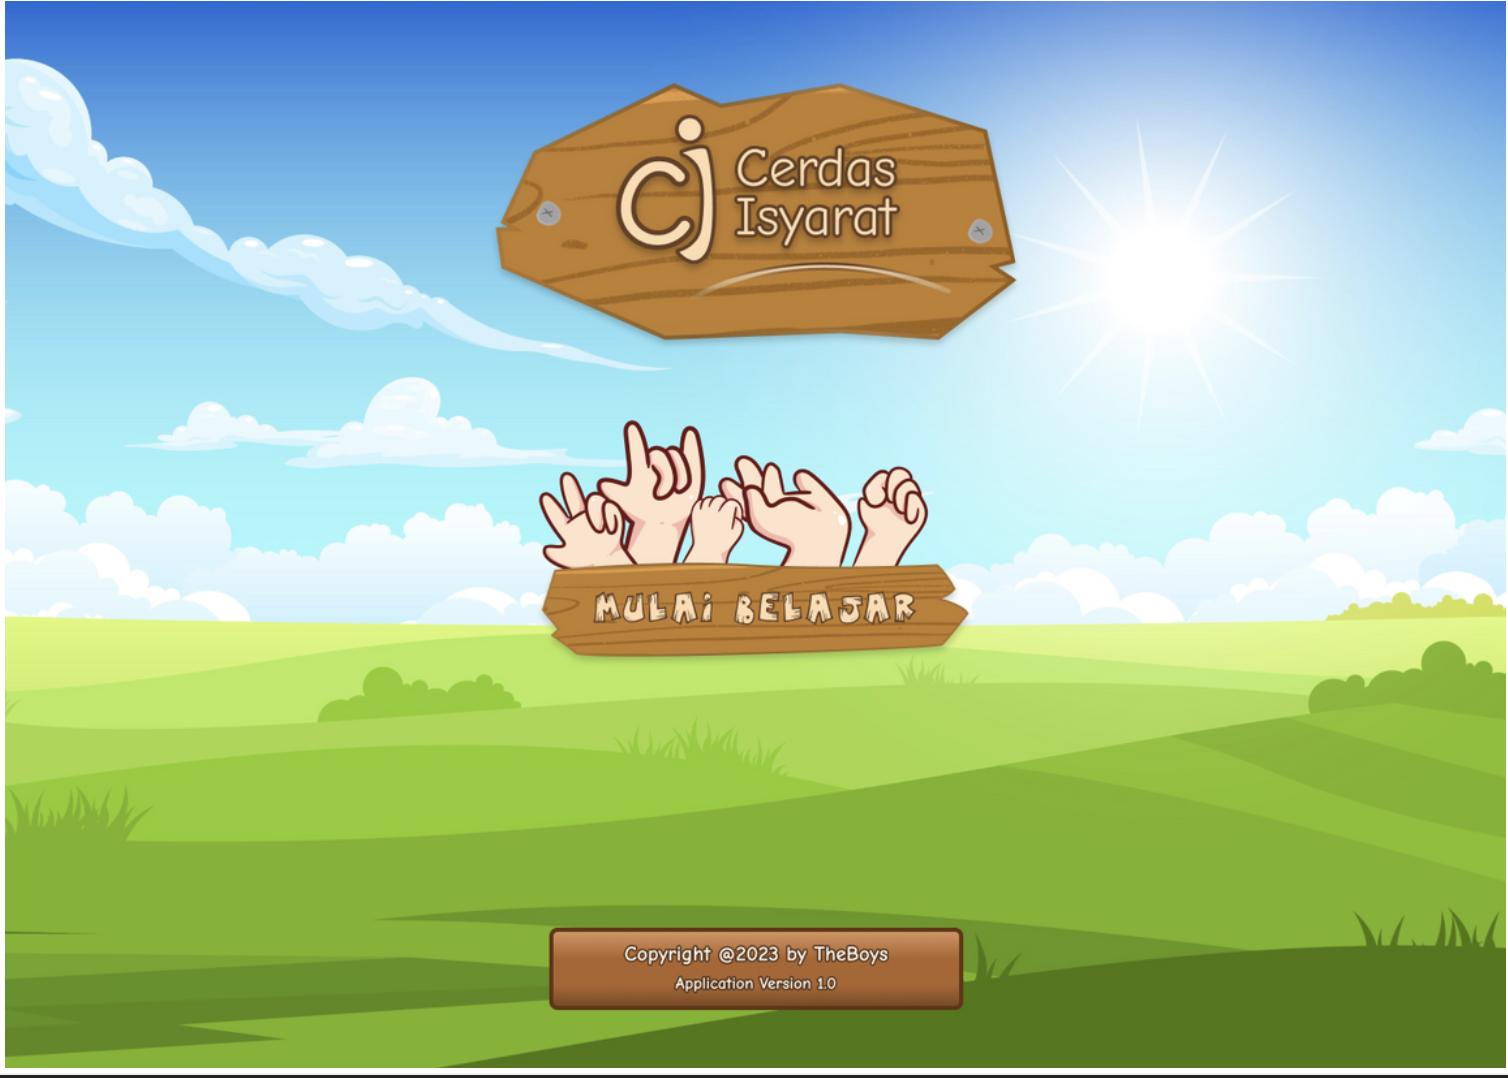 cj
Cerdas
Isyarat
MULAi BELAJAR
Copyright @2023 by TheBoys
Application Version 1.0